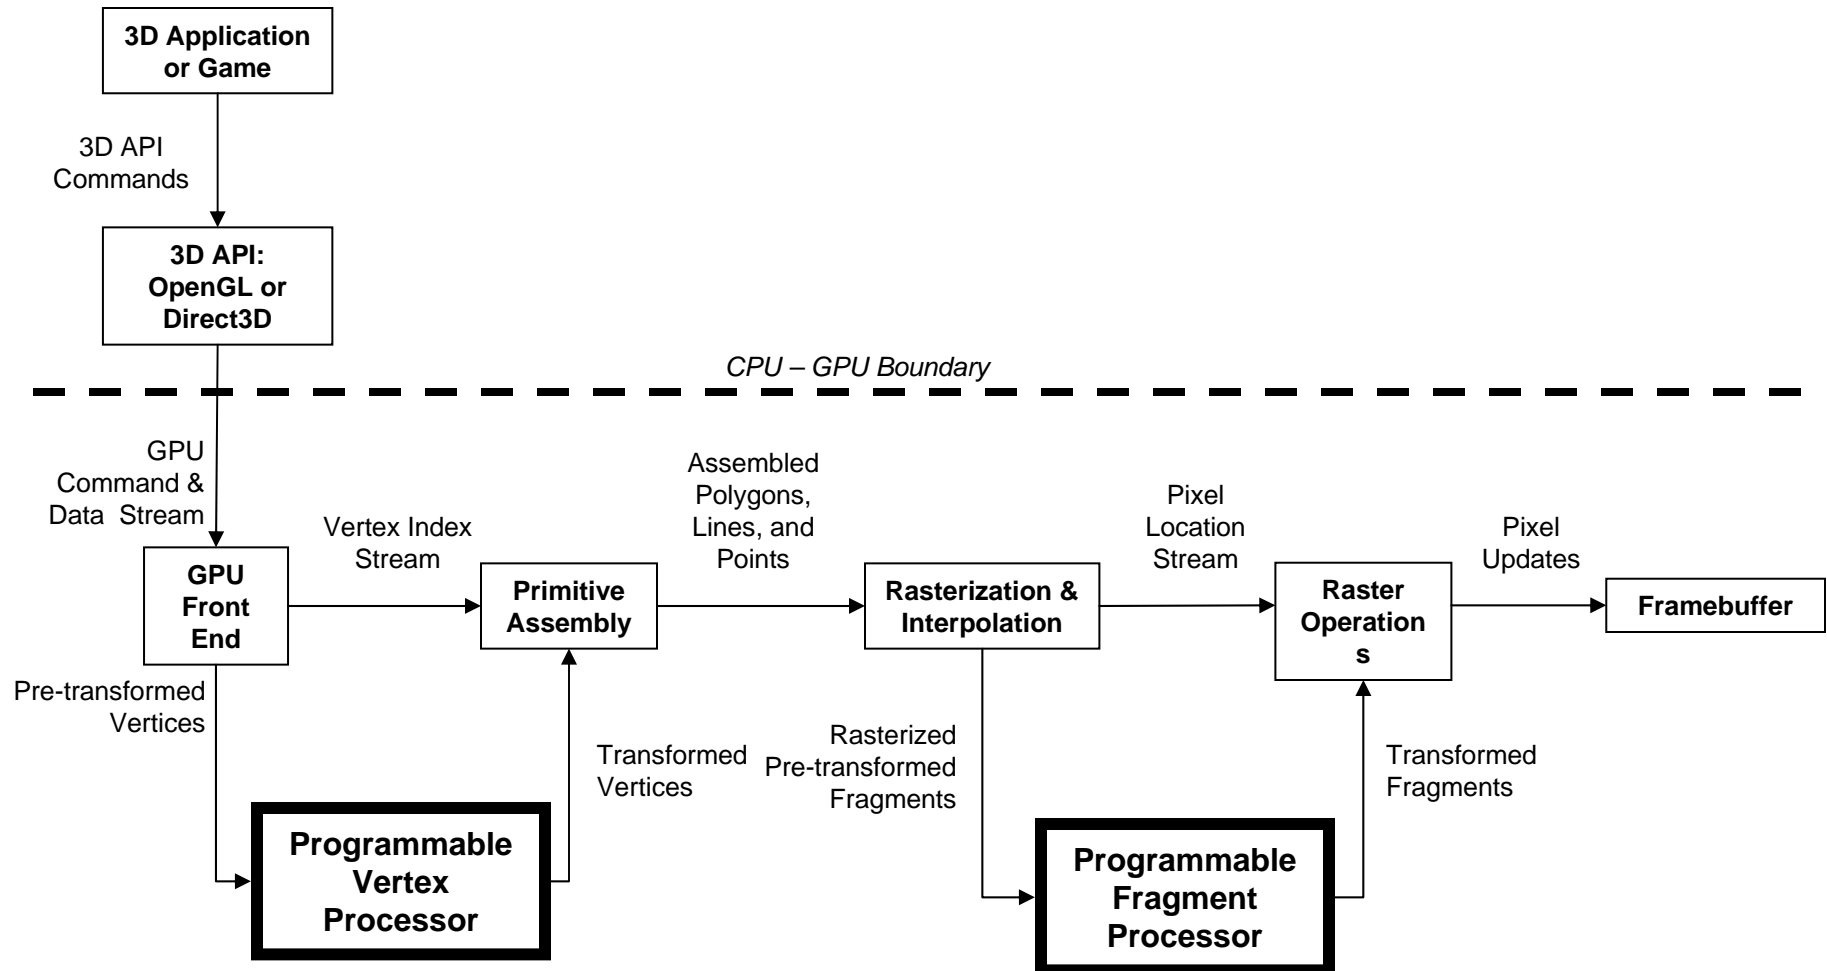 3D Application
or Game
3D API
Commands
3D API:
OpenGL or
Direct3D
CPU – GPU Boundary
GPU
Command &
Data  Stream
Vertex Index
Stream
Assembled
Polygons,
Lines, and
Points
Pixel
Location
Stream
Pixel
Updates
GPU
Front
End
Primitive
Assembly
Rasterization &
Interpolation
Raster
Operation
s
Framebuffer
Pre-transformed
Vertices
Transformed
Vertices
Rasterized
Pre-transformed
Fragments
Transformed
Fragments
Programmable
Vertex
Processor
Programmable
Fragment
Processor